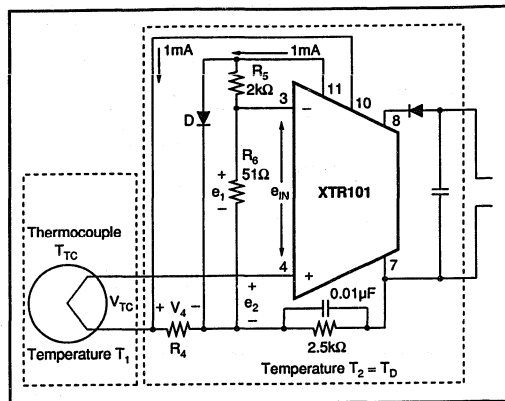 1mA
1mA
R5
2kΩ
11
10
3
−
8
D
R6
51Ω
+
e1
−
eIN
XTR101
Thermocouple
TTC
4
+
7
VTC
+ V4 −
R4
+
e2
−
0.01µF
2.5kΩ
Temperature T1
Temperature T2 = TD